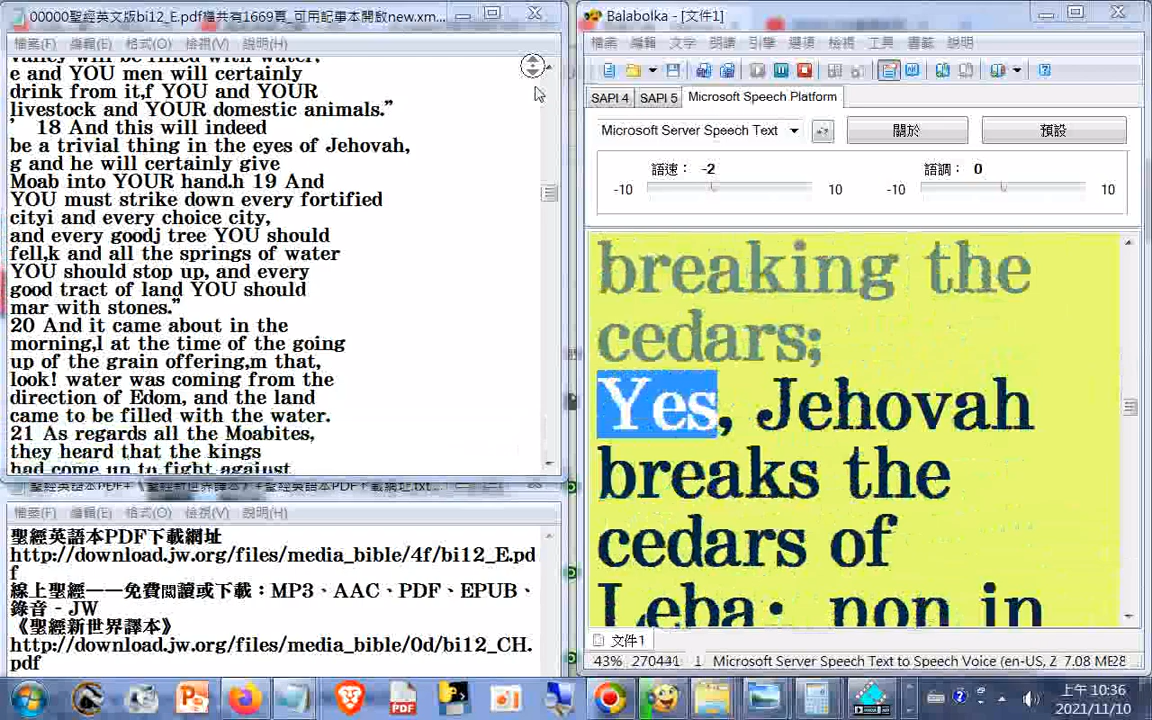 00000聖經英文版bi12_E.pdf檔共有1669頁_可用記事本開啟new.xm...
檔案(F) 編輯(E) 格式(O) 檢視(V) 說明(H)
valley will be filled with water;
e and YOU men will certainly
drink from it,f YOU and YOUR
livestock and YOUR domestic animals.”
’ 18 And this will indeed
be a trivial thing in the eyes of Jehovah,
g and he will certainly give
Moab into YOUR hand.h 19 And
YOU must strike down every fortified
cityi and every choice city,
and every goodj tree YOU should
fell,k and all the springs of water
YOU should stop up, and every
good tract of land YOU should
mar with stones.”
20 And it came about in the
morning,l at the time of the going
up of the grain offering,m that,
look! water was coming from the
direction of Edom, and the land
came to be filled with the water.
21 As regards all the Moabites,
they heard that the kings
had come up to fight against
檔案(F) 編輯(E) 格式(O) 檢視(V) 說明(H)
聖經英語本PDF下載網址
http://download.jw.org/files/media_bible/4f/bi12_E.pd
f
線上聖經——免費閱讀或下載：MP3、AAC、PDF、EPUB、
錄音 - JW
《聖經新世界譯本》
http://download.jw.org/files/media_bible/0d/bi12_CH.
pdf
Balabolka - [文件1]
檔案 編輯 文字 朗讀 引擎 選項 檢視 工具 書籤 說明
SAPI 4 SAPI 5 Microsoft Speech Platform
Microsoft Server Speech Text 關於 預設
語速： -2 語調： 0
-10 10 -10 10
breaking the
cedars;
Yes, Jehovah
breaks the
cedars of
文件1
43% 270441 1 Microsoft Server Speech Text to Speech Voice (en-US, Z 7.08 ME28
PDF
上午 10:36
2021/11/10